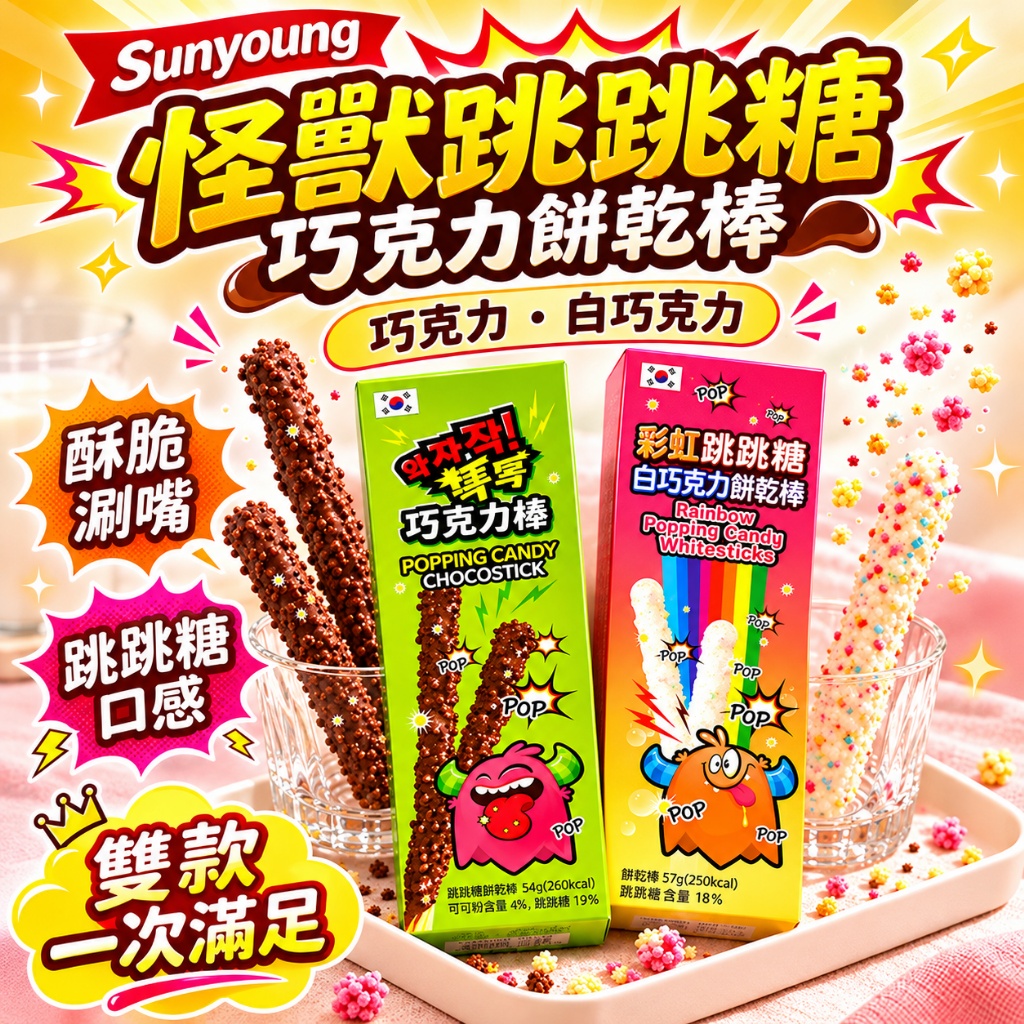 Sunyoung
怪獸跳跳糖
巧克力餅乾棒
巧克力・白巧克力
酥脆
涮嘴
跳跳糖
口感
雙款
一次滿足
와자작!
巧克力棒
POPPING CANDY
CHOCOSTICK
POP
POP
POP
跳跳糖餅乾棒 54g(260kcal)
可可粉含量 4%, 跳跳糖 19%
POP
POP
彩虹跳跳糖
白巧克力餅乾棒
Rainbow
Popping Candy
Whitesticks
POP
POP
POP
POP
POP
POP
餅乾棒 57g(250kcal)
跳跳糖 含量 18%